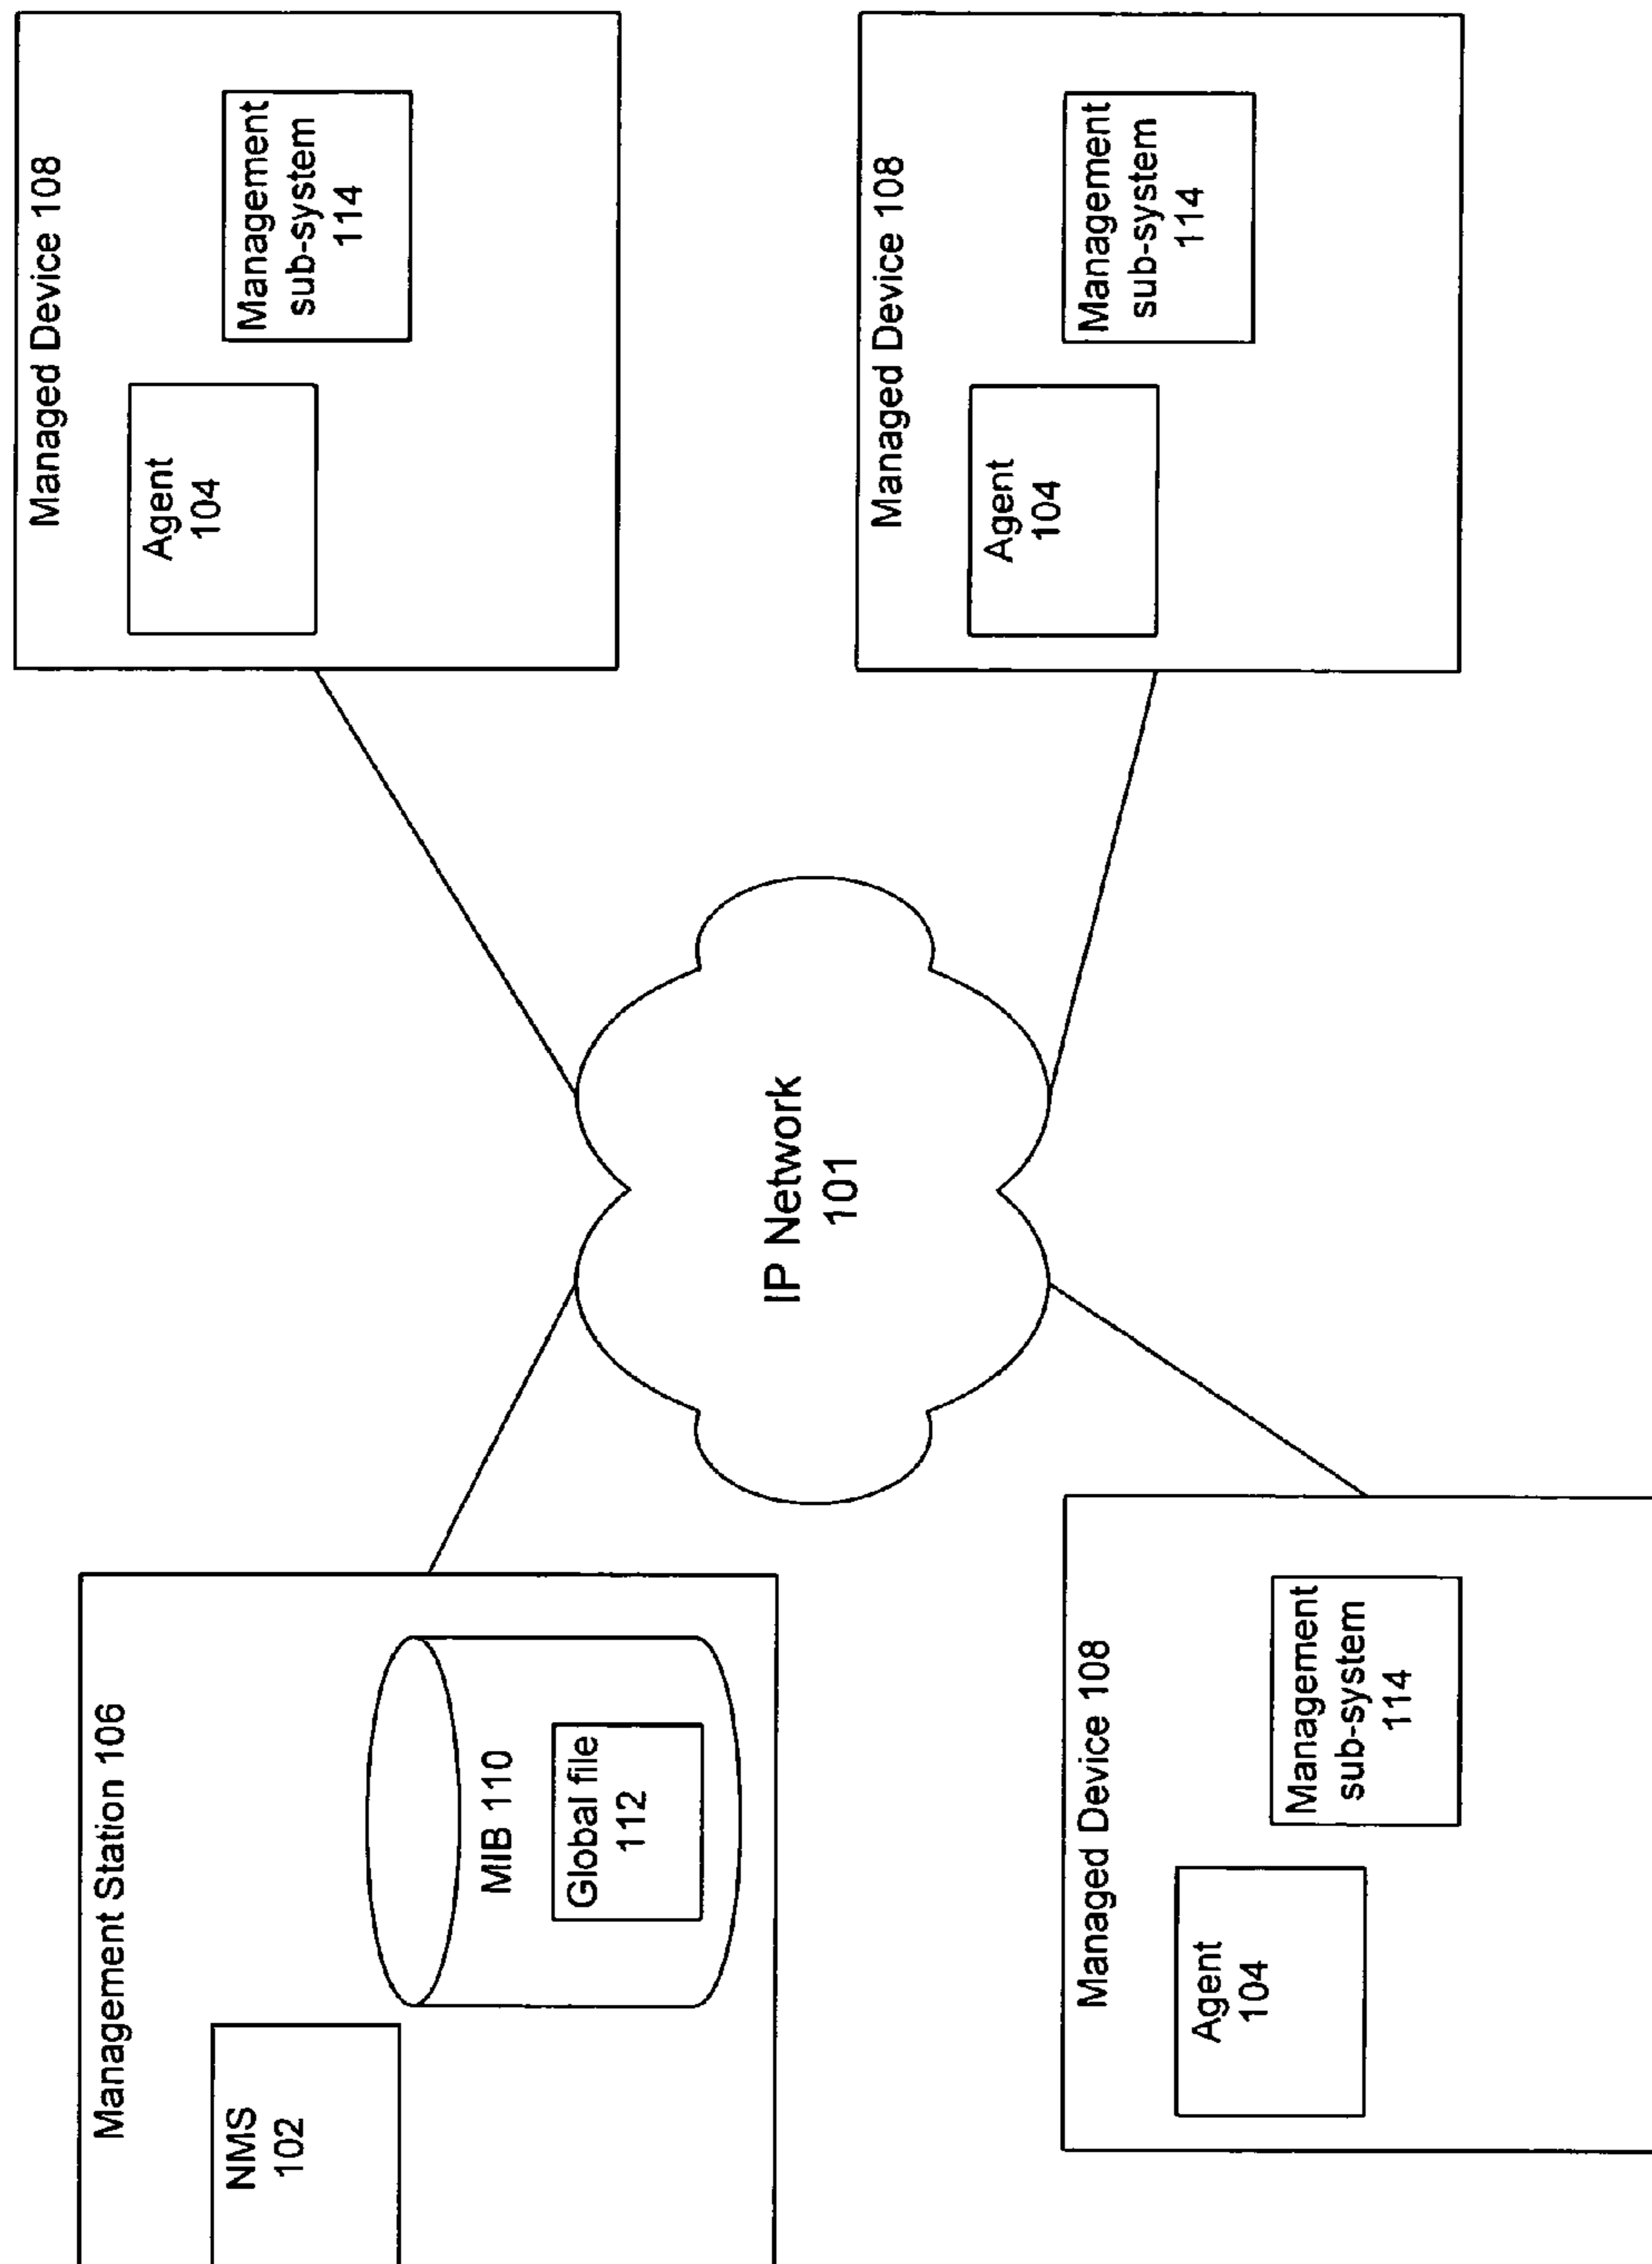 Management Station 106
NMS
102
MIB 110
Global file
112
Managed Device 108
Agent
104
Management
sub-system
114
IP Network
101
Managed Device 108
Agent
104
Management
sub-system
114
Managed Device 108
Agent
104
Management
sub-system
114